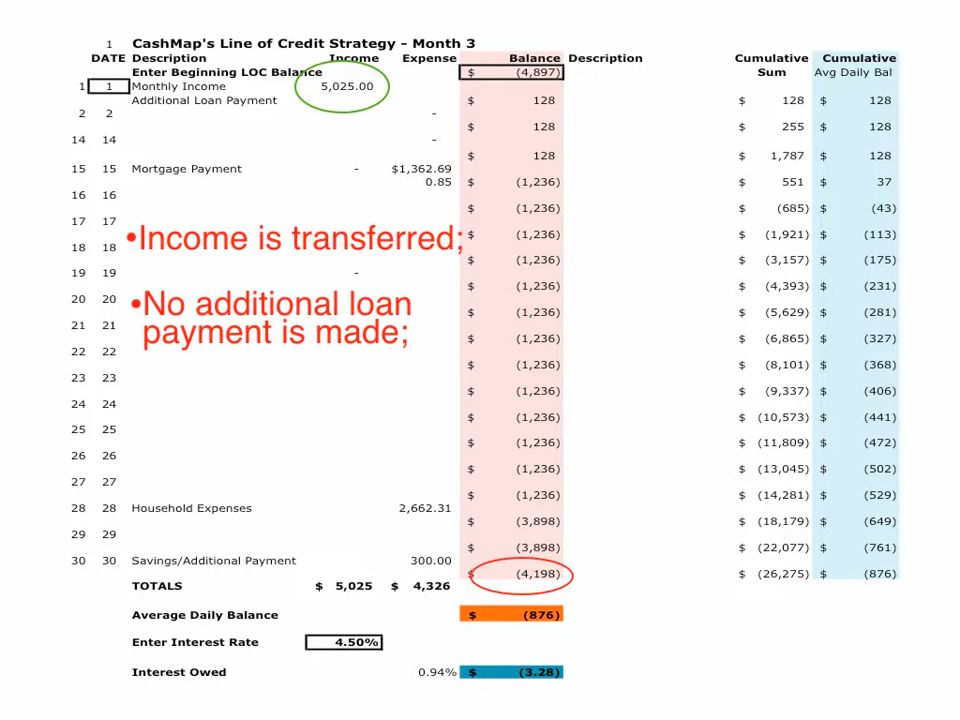 1 CashMap's Line of Credit Strategy - Month 3
DATE Description Income Expense Balance Description Cumulative Cumulative
Enter Beginning LOC Balance $ (4,897) Sum Avg Daily Bal
1 1 Monthly Income 5,025.00
Additional Loan Payment $ 128 $ 128 $ 128
2 2 -
$ 128 $ 255 $ 128
14 14 -
$ 128 $ 1,787 $ 128
15 15 Mortgage Payment - $1,362.69
0.85 $ (1,236) $ 551 $ 37
16 16
$ (1,236) $ (685) $ (43)
17 17
•Income is transferred;
$ (1,236) $ (1,921) $ (113)
18 18
$ (1,236) $ (3,157) $ (175)
19 19 -
$ (1,236) $ (4,393) $ (231)
20 20
•No additional loan
$ (1,236) $ (5,629) $ (281)
21 21
payment is made;
$ (1,236) $ (6,865) $ (327)
22 22
$ (1,236) $ (8,101) $ (368)
23 23
$ (1,236) $ (9,337) $ (406)
24 24
$ (1,236) $ (10,573) $ (441)
25 25
$ (1,236) $ (11,809) $ (472)
26 26
$ (1,236) $ (13,045) $ (502)
27 27
$ (1,236) $ (14,281) $ (529)
28 28 Household Expenses 2,662.31
$ (3,898) $ (18,179) $ (649)
29 29
$ (3,898) $ (22,077) $ (761)
30 30 Savings/Additional Payment 300.00
$ (4,198) $ (26,275) $ (876)
TOTALS $ 5,025 $ 4,326
Average Daily Balance $ (876)
Enter Interest Rate 4.50%
Interest Owed 0.94% $ (3.28)